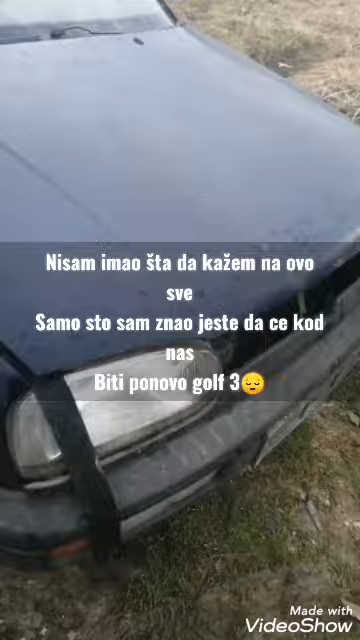 Nisam imao šta da kažem na ovo
sve
Samo sto sam znao jeste da ce kod
nas
Biti ponovo golf 3😔
Made with
VideoShow